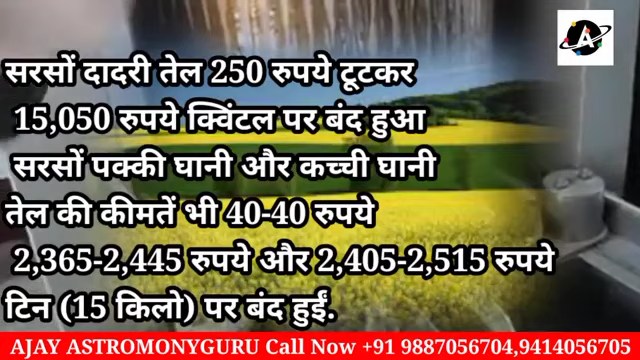 सरसों दादरी तेल 250 रुपये टूटकर
15,050 रुपये क्विंटल पर बंद हुआ
सरसों पक्की घानी और कच्ची घानी
तेल की कीमतें भी 40-40 रुपये
2,365-2,445 रुपये और 2,405-2,515 रुपये
टिन (15 किलो) पर बंद हुईं.
AJAY ASTROMONYGURU Call Now +91 9887056704,9414056705